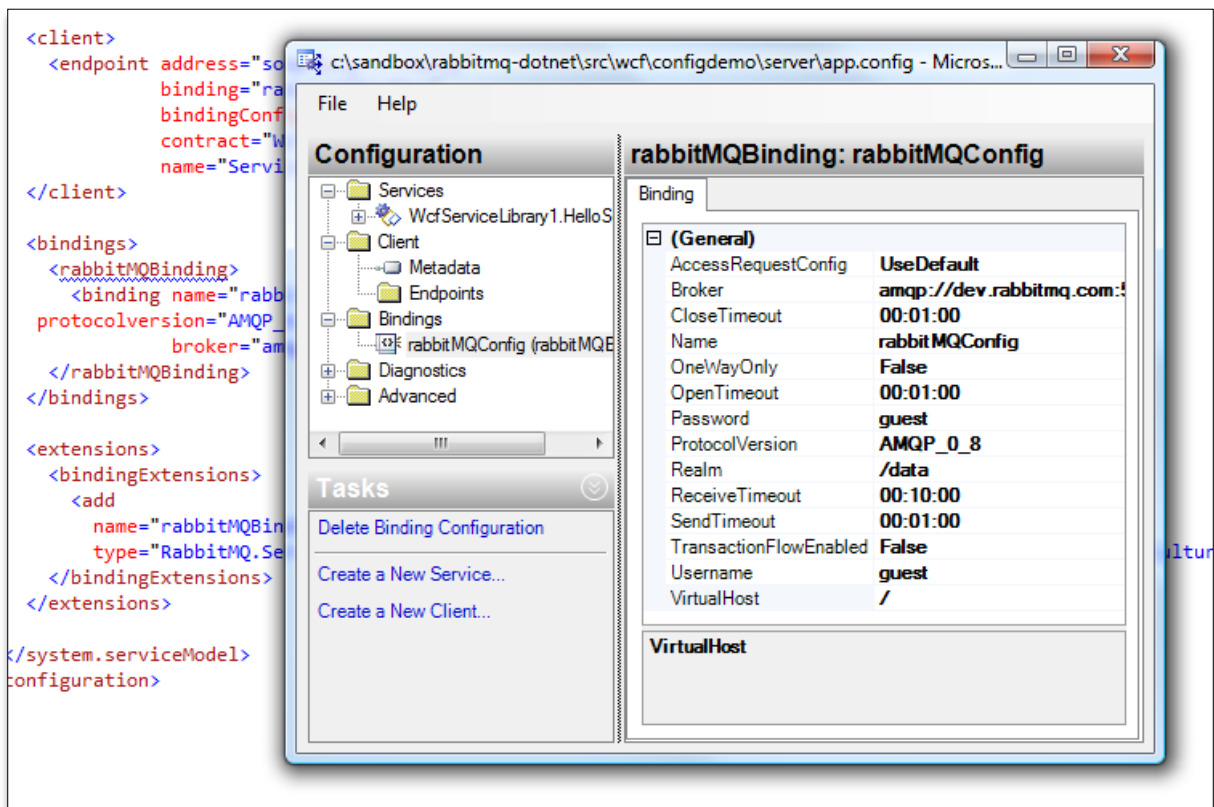 <client>
<endpoint address="so
binding="ra
bindingConf
contract="W
name="Servi
</client>
<bindings>
<rabbitMQBinding>
<binding name="rabb
protocolversion="AMQP_
broker="am
</rabbitMQBinding>
</bindings>
<extensions>
<bindingExtensions>
<add
name="rabbitMQBin
type="RabbitMQ.Se
ultur
</bindingExtensions>
</extensions>
</system.serviceModel>
configuration>
c:\sandbox\rabbitmq-dotnet\src\wcf\configdemo\server\app.config - Micros...
File Help
Configuration
Services
WcfServiceLibrary1.HelloS
Client
Metadata
Endpoints
Bindings
rabbitMQConfig (rabbitMQB
Diagnostics
Advanced
Tasks
Delete Binding Configuration
Create a New Service...
Create a New Client...
rabbitMQBinding: rabbitMQConfig
Binding
(General)
AccessRequestConfig UseDefault
Broker amqp://dev.rabbitmq.com:5
CloseTimeout 00:01:00
Name rabbitMQConfig
OneWayOnly False
OpenTimeout 00:01:00
Password guest
ProtocolVersion AMQP_0_8
Realm /data
ReceiveTimeout 00:10:00
SendTimeout 00:01:00
TransactionFlowEnabled False
Username guest
VirtualHost /
VirtualHost